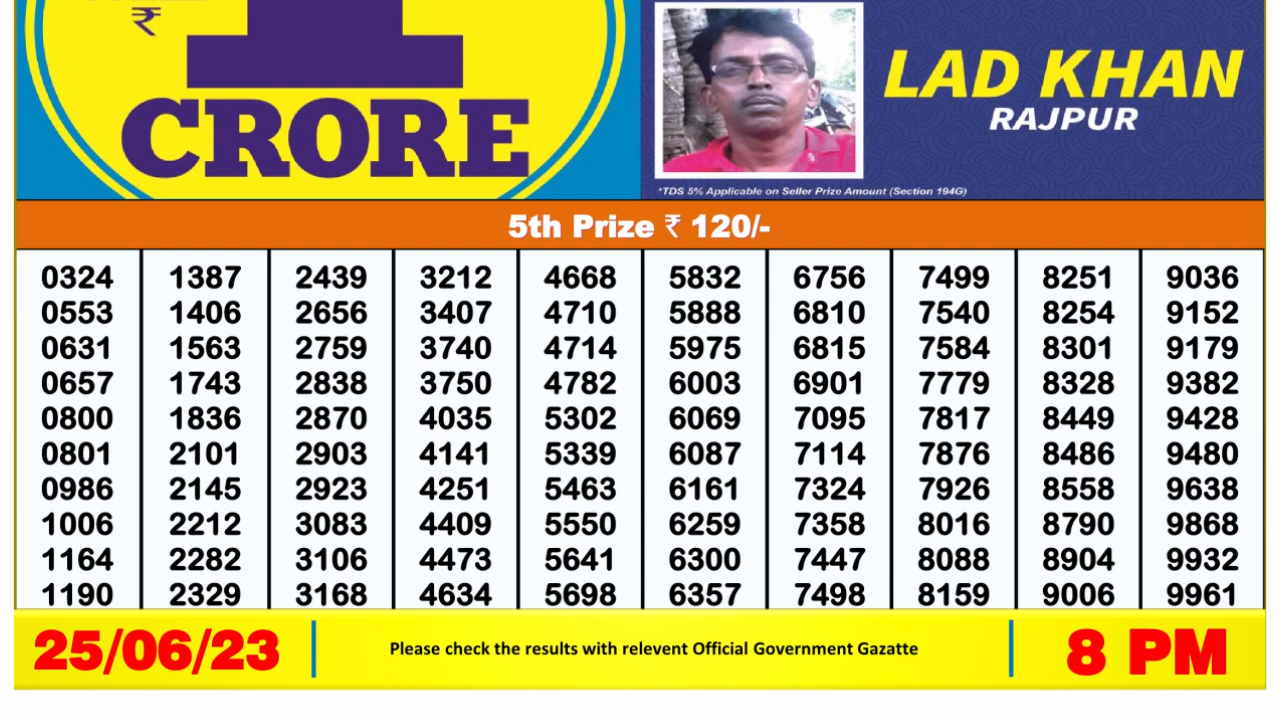 ₹
1
CRORE
LAD KHAN
RAJPUR
*TDS 5% Applicable on Seller Prize Amount (Section 194G)
5th Prize ₹ 120/-
0324 1387 2439 3212 4668 5832 6756 7499 8251 9036
0553 1406 2656 3407 4710 5888 6810 7540 8254 9152
0631 1563 2759 3740 4714 5975 6815 7584 8301 9179
0657 1743 2838 3750 4782 6003 6901 7779 8328 9382
0800 1836 2870 4035 5302 6069 7095 7817 8449 9428
0801 2101 2903 4141 5339 6087 7114 7876 8486 9480
0986 2145 2923 4251 5463 6161 7324 7926 8558 9638
1006 2212 3083 4409 5550 6259 7358 8016 8790 9868
1164 2282 3106 4473 5641 6300 7447 8088 8904 9932
1190 2329 3168 4634 5698 6357 7498 8159 9006 9961
25/06/23
Please check the results with relevent Official Government Gazatte
8 PM